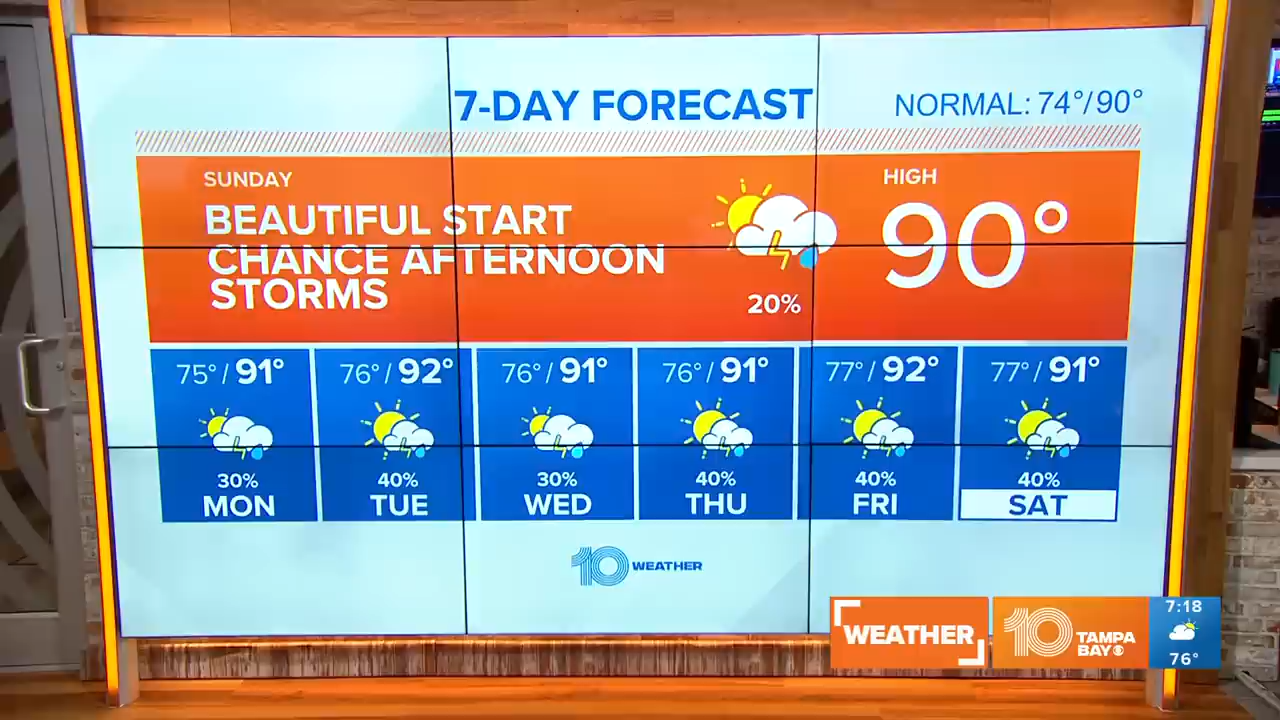 7-DAY FORECAST
NORMAL: 74°/90°
SUNDAY
BEAUTIFUL START
CHANCE AFTERNOON
STORMS
20%
HIGH
90°
75°/91°
30%
MON
76°/92°
40%
TUE
76°/91°
30%
WED
76°/91°
40%
THU
77°/92°
40%
FRI
77°/91°
40%
SAT
10 WEATHER
WEATHER
10 TAMPA
BAY
7:18
76°